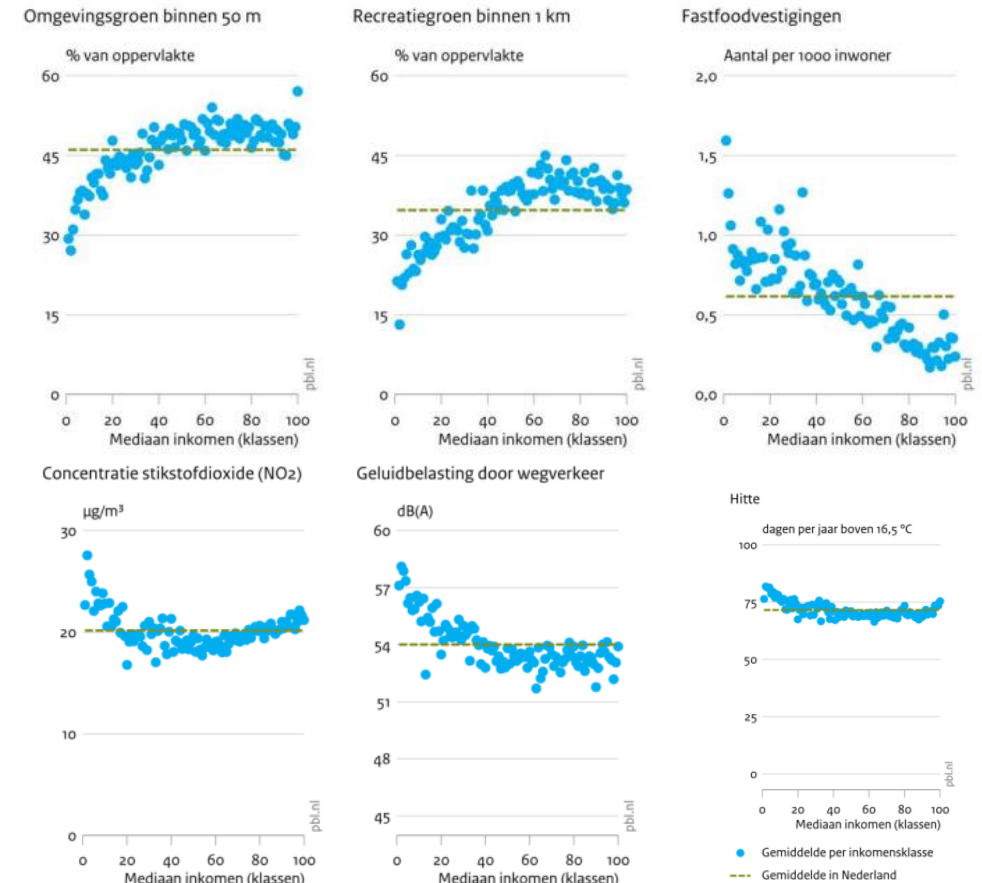 Omgevingsgroen binnen 50 m
% van oppervlakte
60
45
30
15
0
0 20 40 60 80 100
Mediaan inkomen (klassen)
pbl.nl
Recreatiegroen binnen 1 km
% van oppervlakte
60
45
30
15
0
0 20 40 60 80 100
Mediaan inkomen (klassen)
pbl.nl
Fastfoodvestigingen
Aantal per 1000 inwoner
2,0
1,5
1,0
0,5
0,0
0 20 40 60 80 100
Mediaan inkomen (klassen)
pbl.nl
Concentratie stikstofdioxide (NO2)
µg/m³
30
20
10
0
0 20 40 60 80 100
Mediaan inkomen (klassen)
pbl.nl
Geluidbelasting door wegverkeer
dB(A)
60
57
54
51
48
45
0 20 40 60 80 100
Mediaan inkomen (klassen)
pbl.nl
Hitte
dagen per jaar boven 16,5 °C
100
75
50
25
0
0 20 40 60 80 100
Mediaan inkomen (klassen)
pbl.nl
Gemiddelde per inkomensklasse
Gemiddelde in Nederland